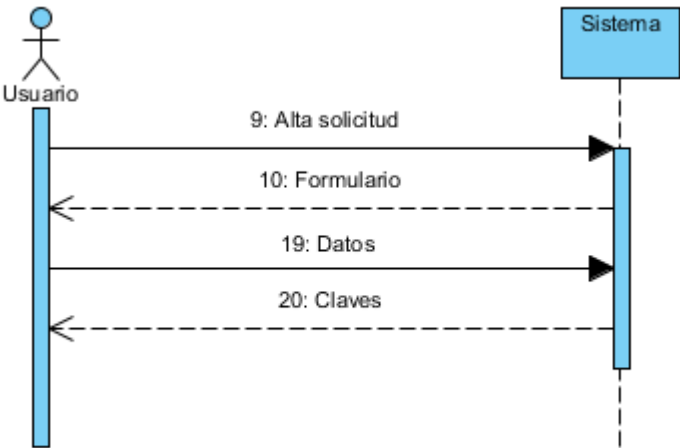 Sistema
Usuario
9: Alta solicitud
10: Formulario
19: Datos
20: Claves